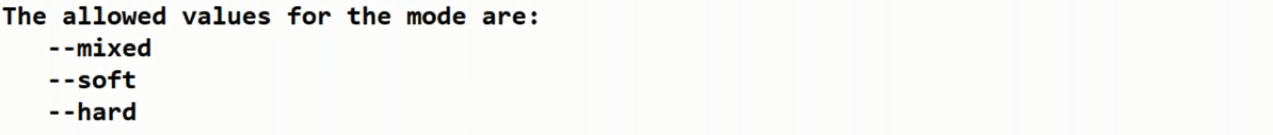 The allowed values for the mode are:
--mixed
--soft
--hard